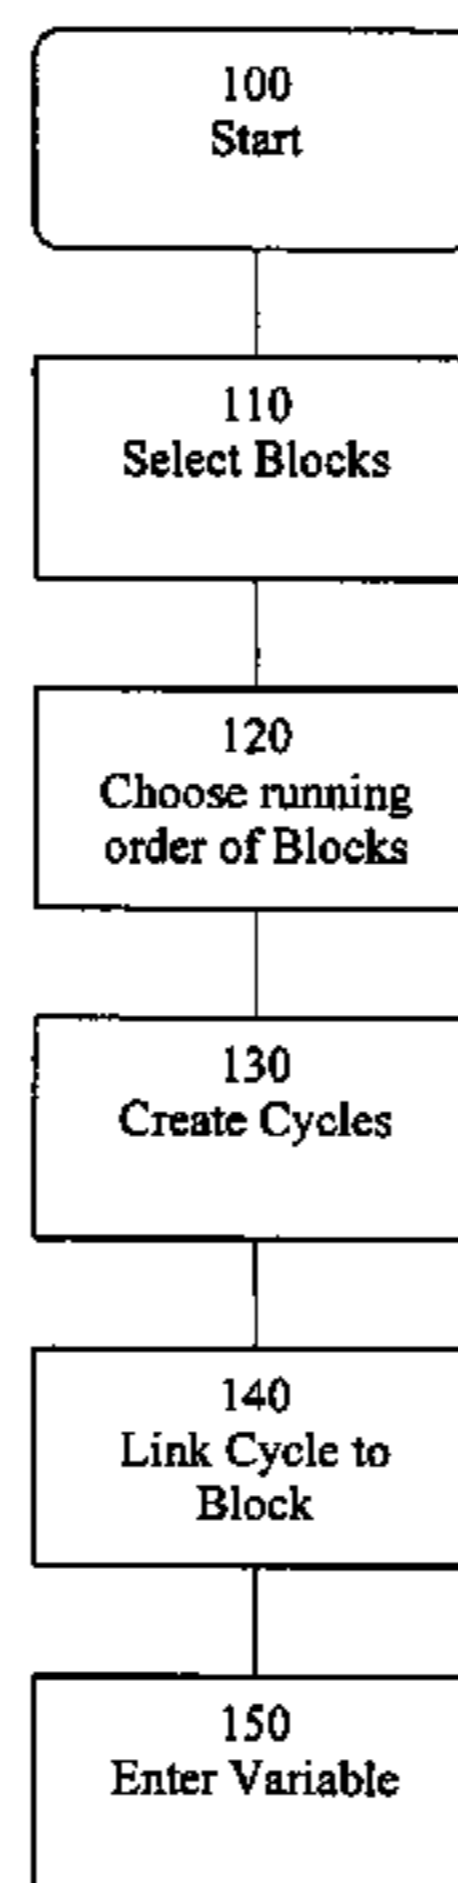 100
Start
110
Select Blocks
120
Choose running
order of Blocks
130
Create Cycles
140
Link Cycle to
Block
150
Enter Variable